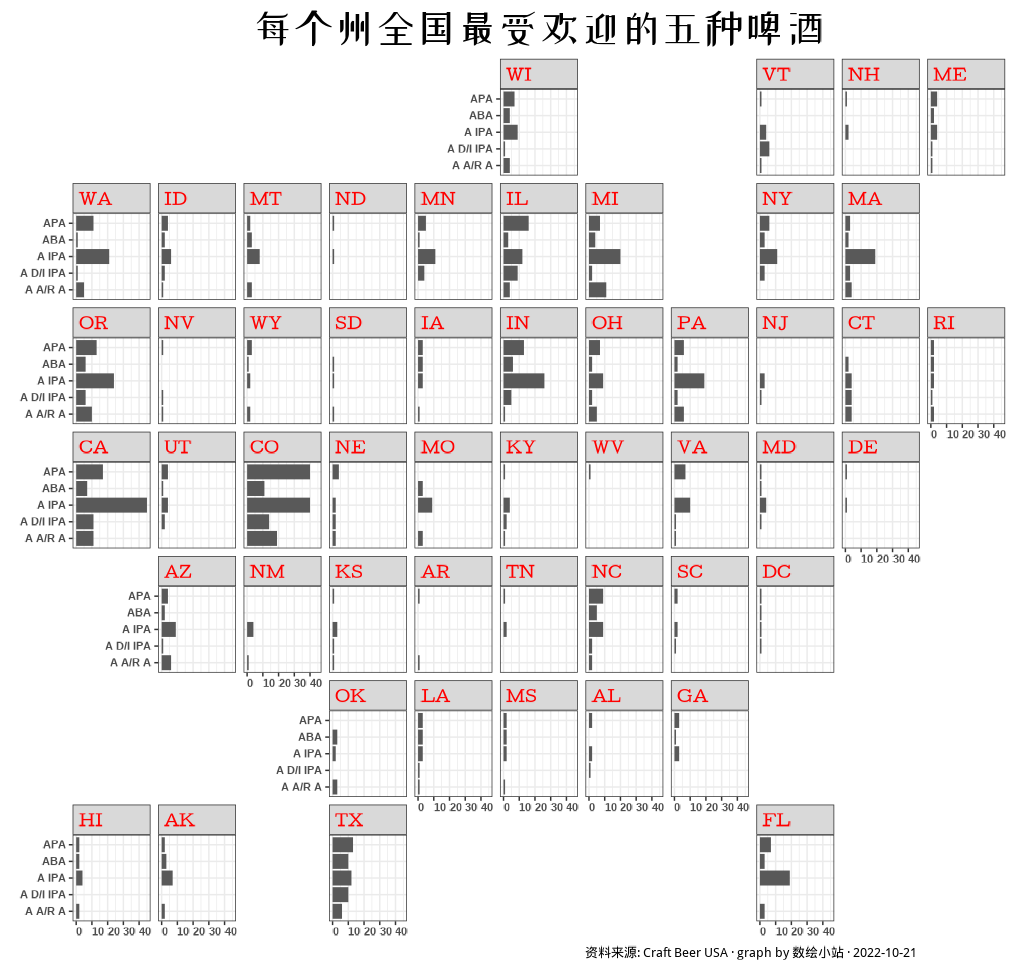 每个州全国最受欢迎的五种啤酒
WI VT NH ME
APA
ABA
A IPA
A D/I IPA
A A/R A
WA ID MT ND MN IL MI NY MA
APA
ABA
A IPA
A D/I IPA
A A/R A
OR NV WY SD IA IN OH PA NJ CT RI
APA
ABA
A IPA
A D/I IPA
A A/R A
0 10 20 30 40
CA UT CO NE MO KY WV VA MD DE
APA
ABA
A IPA
A D/I IPA
A A/R A
0 10 20 30 40
AZ NM KS AR TN NC SC DC
APA
ABA
A IPA
A D/I IPA
A A/R A
0 10 20 30 40
OK LA MS AL GA
APA
ABA
A IPA
A D/I IPA
A A/R A
0 10 20 30 40 0 10 20 30 40 0 10 20 30 40 0 10 20 30 40
HI AK TX FL
APA
ABA
A IPA
A D/I IPA
A A/R A
0 10 20 30 40 0 10 20 30 40 0 10 20 30 40 0 10 20 30 40
资料来源: Craft Beer USA · graph by 数绘小站 · 2022-10-21